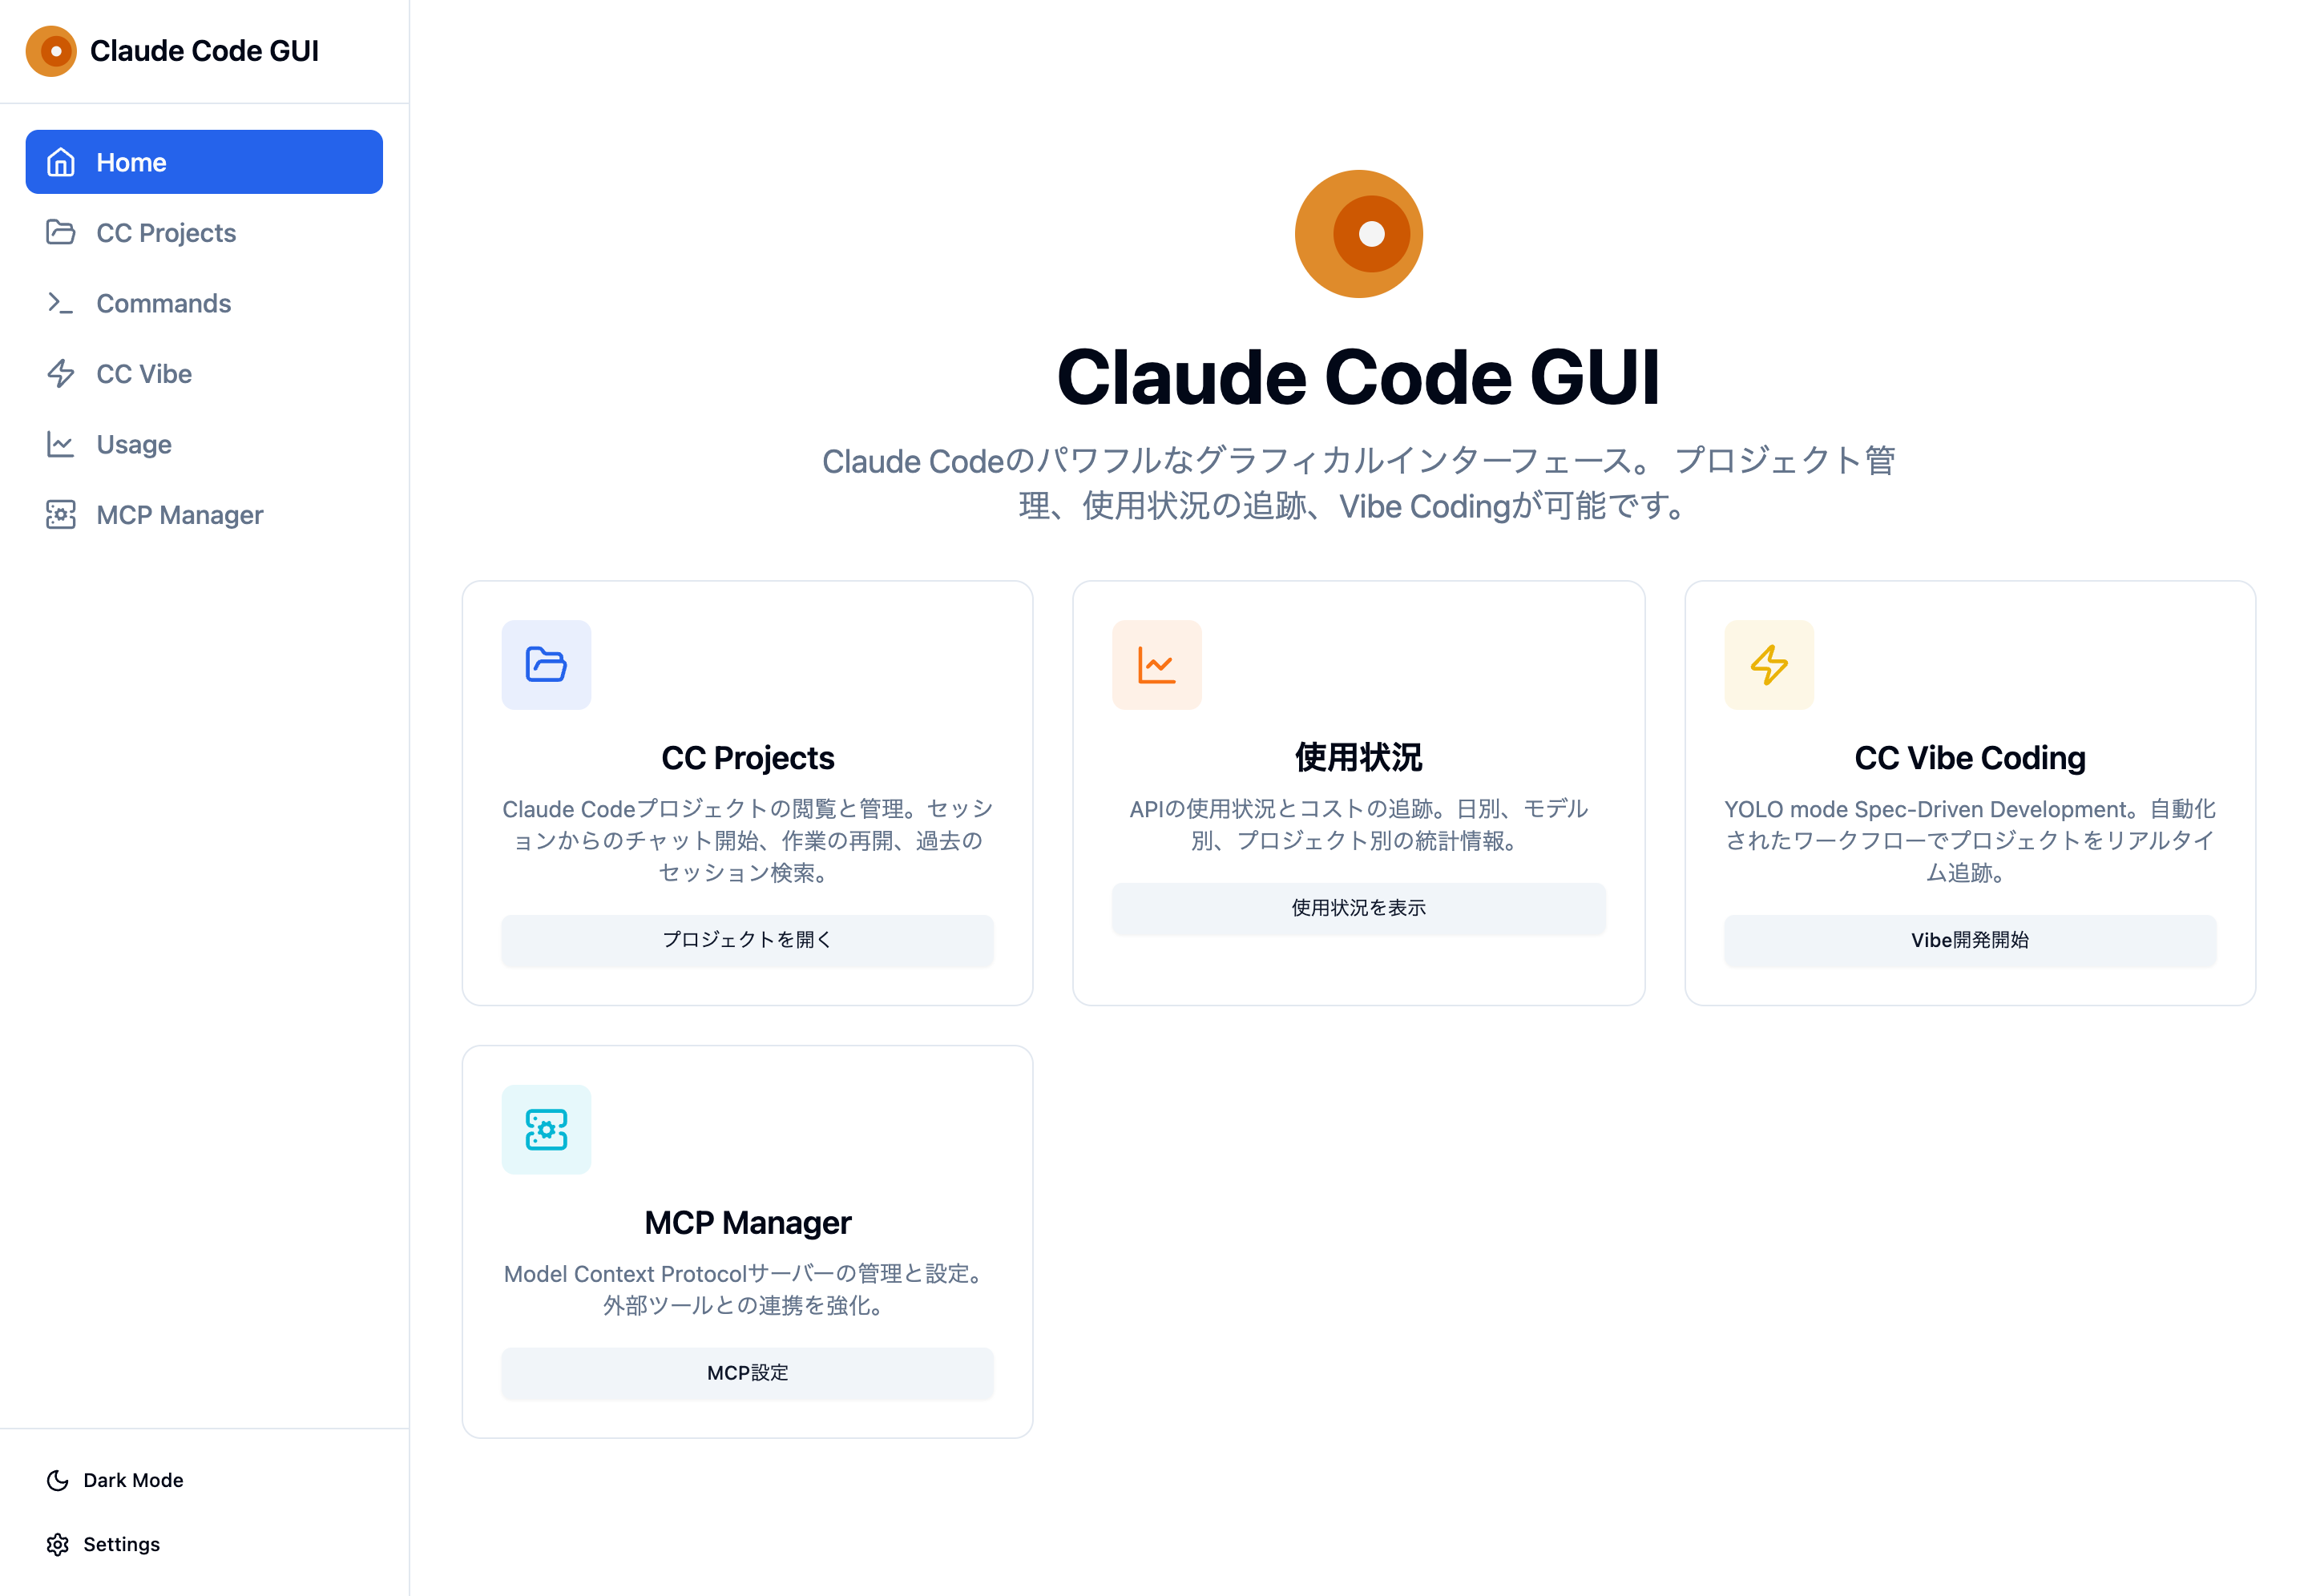 Claude Code GUI
Home
CC Projects
Commands
CC Vibe
Usage
MCP Manager
Dark Mode
Settings
Claude Code GUI
Claude Codeのパワフルなグラフィカルインターフェース。 プロジェクト管
理、使用状況の追跡、Vibe Codingが可能です。
CC Projects
Claude Codeプロジェクトの閲覧と管理。セッシ
ョンからのチャット開始、作業の再開、過去の
セッション検索。
プロジェクトを開く
使用状況
APIの使用状況とコストの追跡。日別、モデル
別、プロジェクト別の統計情報。
使用状況を表示
CC Vibe Coding
YOLO mode Spec-Driven Development。自動化
されたワークフローでプロジェクトをリアルタイ
ム追跡。
Vibe開発開始
MCP Manager
Model Context Protocolサーバーの管理と設定。
外部ツールとの連携を強化。
MCP設定